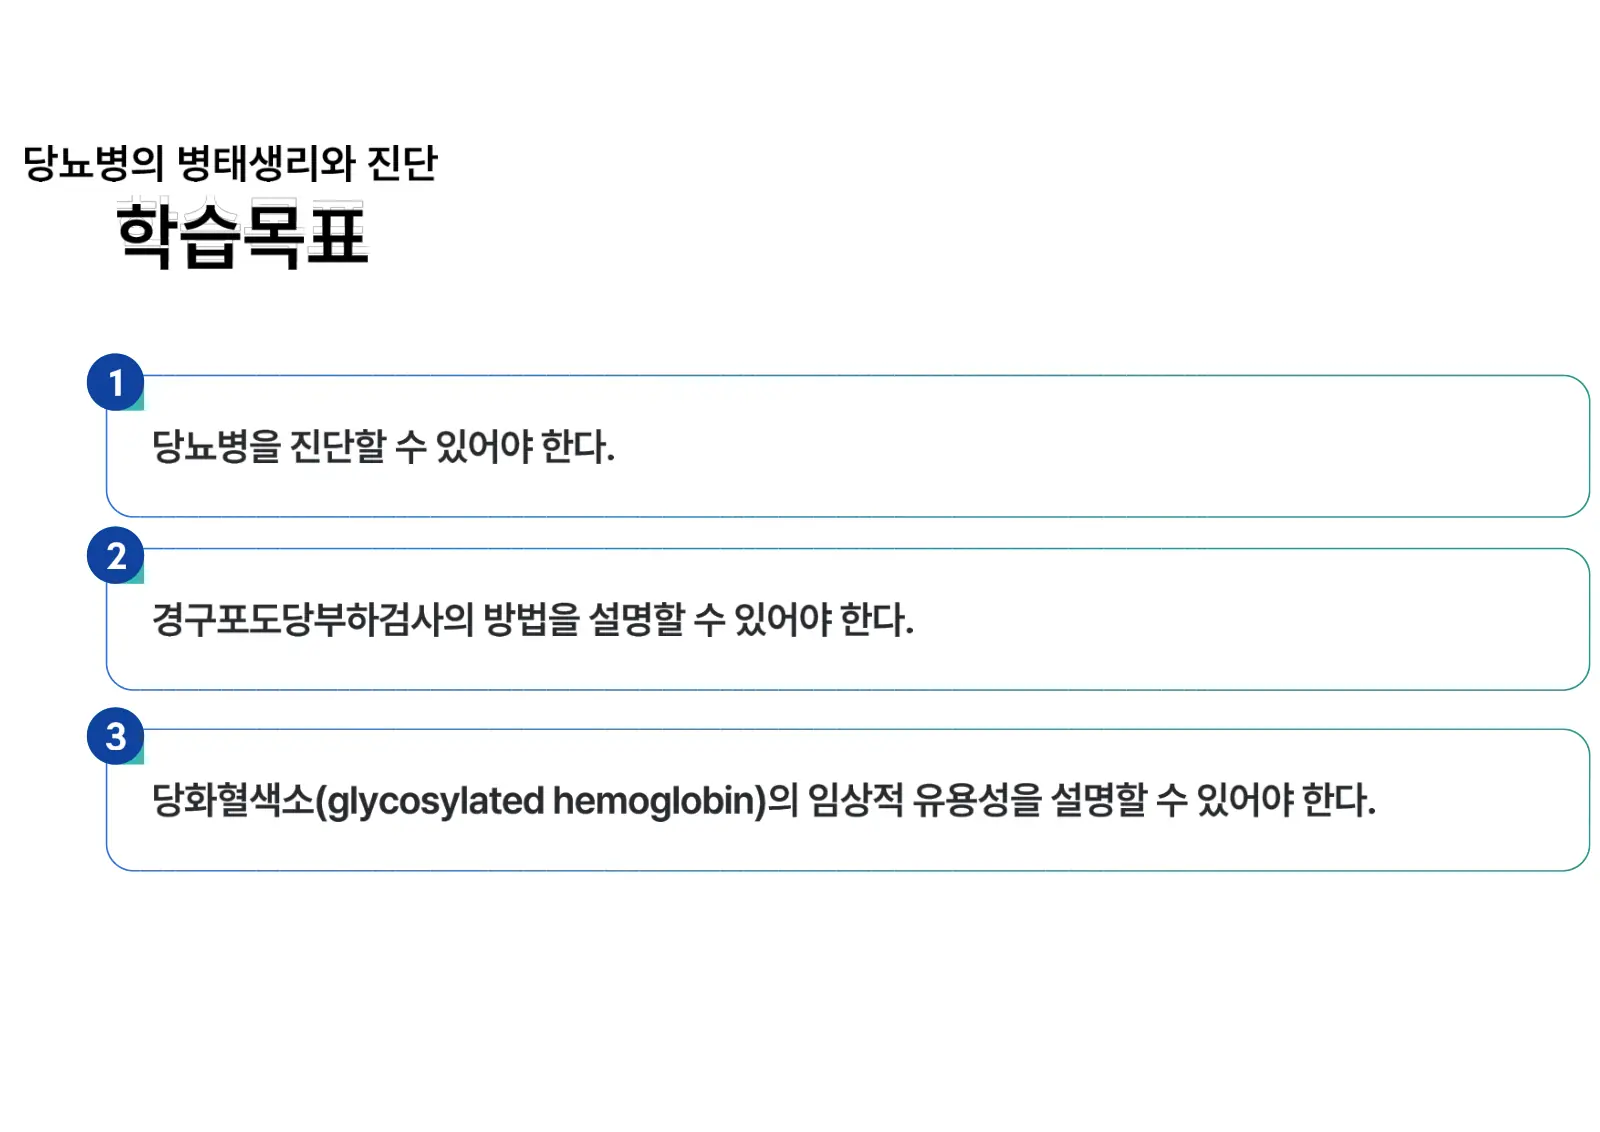 당뇨병의 병태생리와 진단
학습목표
1
당뇨병을 진단할 수 있어야 한다.
2
경구포도당부하검사의 방법을 설명할 수 있어야 한다.
3
당화혈색소(glycosylated hemoglobin)의 임상적 유용성을 설명할 수 있어야 한다.